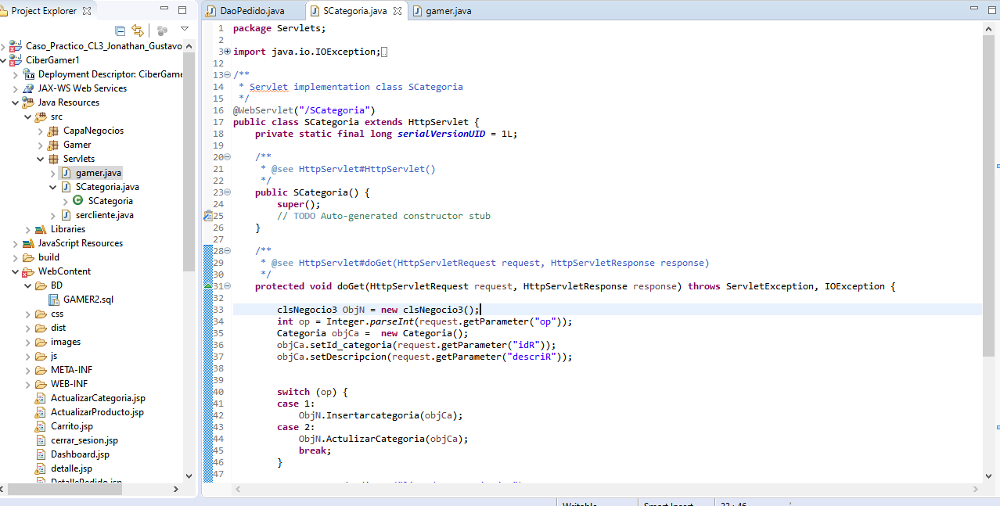 Project Explorer
Caso_Practico_CL3_Jonathan_Gustavo
CiberGamer1
Deployment Descriptor: CiberGame
JAX-WS Web Services
Java Resources
src
CapaNegocios
Gamer
Servlets
gamer.java
SCategoria.java
SCategoria
sercliente.java
Libraries
JavaScript Resources
build
WebContent
BD
GAMER2.sql
css
dist
images
js
META-INF
WEB-INF
ActualizarCategoria.jsp
ActualizarProducto.jsp
Carrito.jsp
cerrar_sesion.jsp
Dashboard.jsp
detalle.jsp
DetallePedido.jsp
DaoPedido.java SCategoria.java gamer.java
1 package Servlets;
2
3 import java.io.IOException;
12
13 /**
14 * Servlet implementation class SCategoria
15 */
16 @WebServlet("/SCategoria")
17 public class SCategoria extends HttpServlet {
18 private static final long serialVersionUID = 1L;
19
20 /**
21 * @see HttpServlet#HttpServlet()
22 */
23 public SCategoria() {
24 super();
25 // TODO Auto-generated constructor stub
26 }
27
28 /**
29 * @see HttpServlet#doGet(HttpServletRequest request, HttpServletResponse response)
30 */
31 protected void doGet(HttpServletRequest request, HttpServletResponse response) throws ServletException, IOException {
32
33 clsNegocio3 ObjN = new clsNegocio3();
34 int op = Integer.parseInt(request.getParameter("op"));
35 Categoria objCa = new Categoria();
36 objCa.setId_categoria(request.getParameter("idR"));
37 objCa.setDescripcion(request.getParameter("descriR"));
38
39
40 switch (op) {
41 case 1:
42 ObjN.Insertarcategoria(objCa);
43 case 2:
44 ObjN.ActulizarCategoria(objCa);
45 break;
46 }
47
Writable Smart Insert